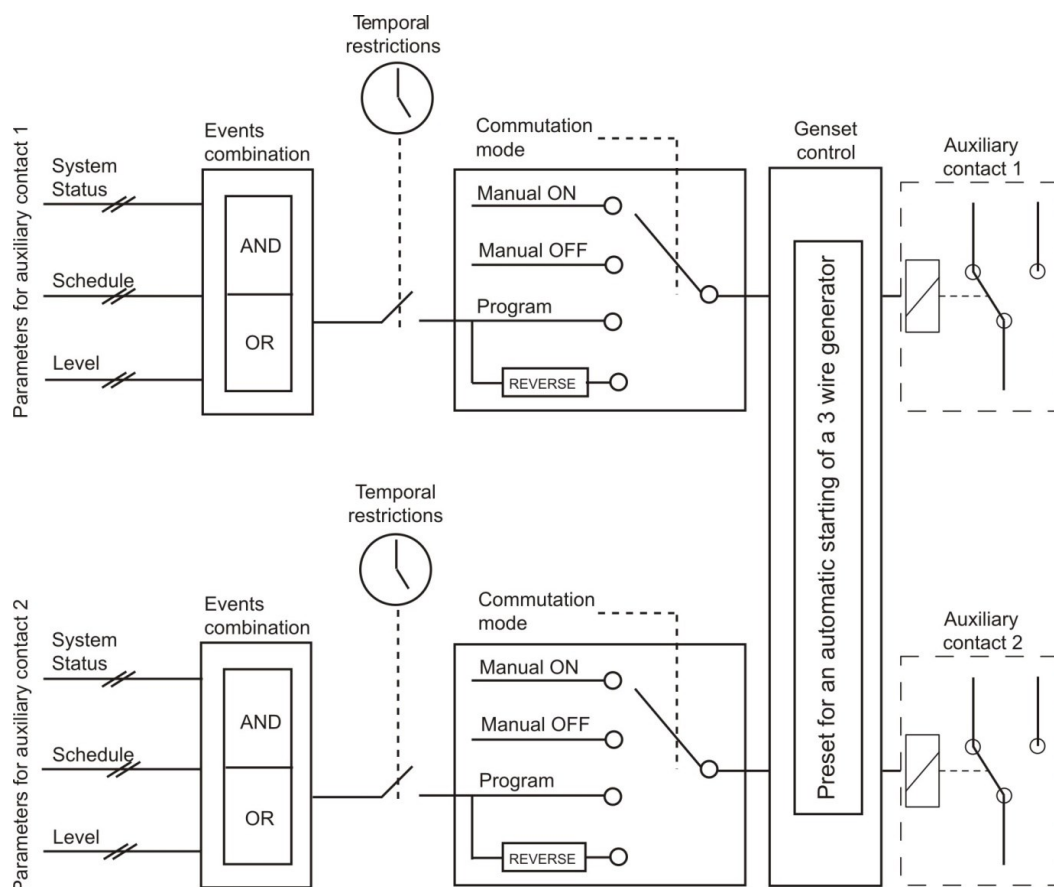 Temporal
restrictions
Parameters for auxiliary contact 1
System
Status
Schedule
Level
Events
combination
AND
OR
Commutation
mode
Manual ON
Manual OFF
Program
REVERSE
Genset
control
Preset for an automatic starting of a 3 wire generator
Auxiliary
contact 1
Temporal
restrictions
Parameters for auxiliary contact 2
System
Status
Schedule
Level
Events
combination
AND
OR
Commutation
mode
Manual ON
Manual OFF
Program
REVERSE
Auxiliary
contact 2